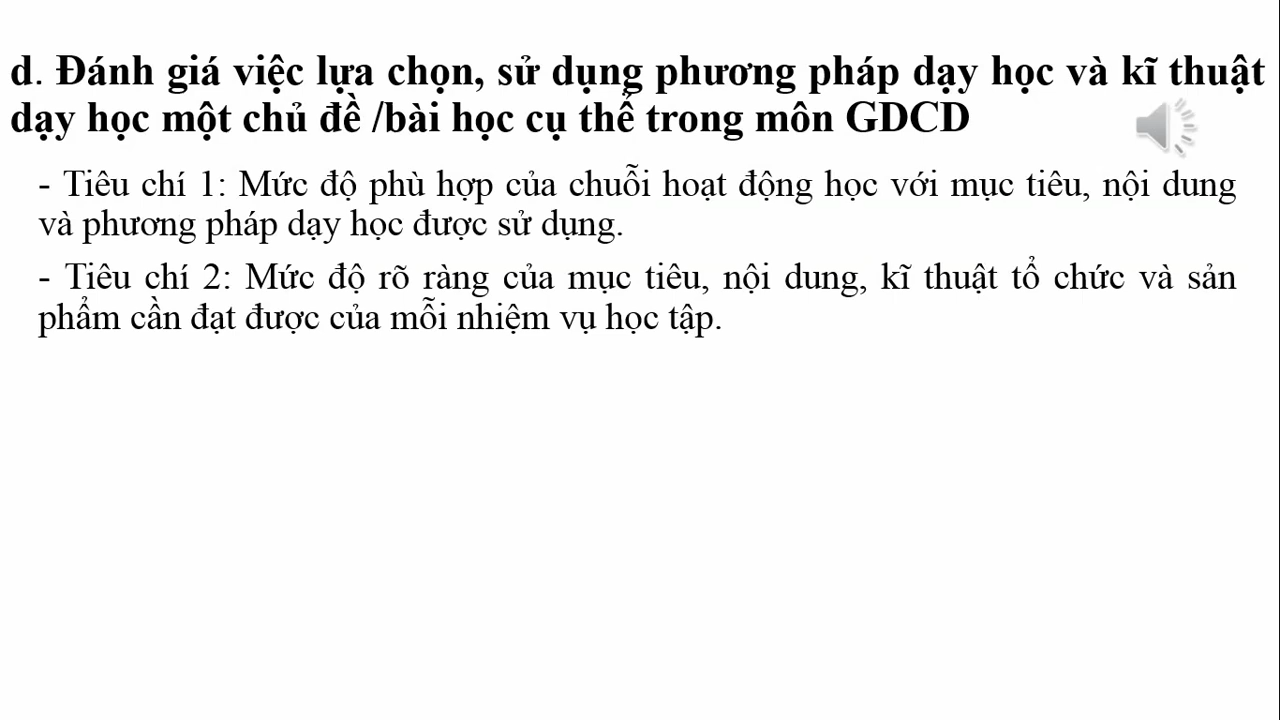 d. Đánh giá việc lựa chọn, sử dụng phương pháp dạy học và kĩ thuật
dạy học một chủ đề /bài học cụ thể trong môn GDCD
- Tiêu chí 1: Mức độ phù hợp của chuỗi hoạt động học với mục tiêu, nội dung
và phương pháp dạy học được sử dụng.
- Tiêu chí 2: Mức độ rõ ràng của mục tiêu, nội dung, kĩ thuật tổ chức và sản
phẩm cần đạt được của mỗi nhiệm vụ học tập.